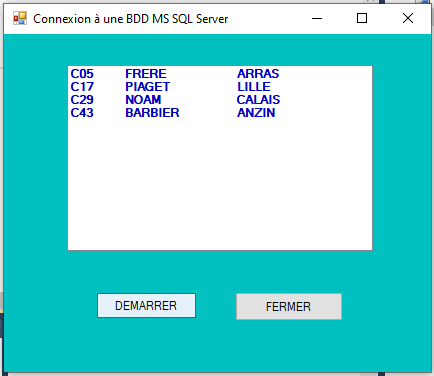 Connexion à une BDD MS SQL Server
C05 FRERE ARRAS
C17 PIAGET LILLE
C29 NOAM CALAIS
C43 BARBIER ANZIN
DEMARRER FERMER